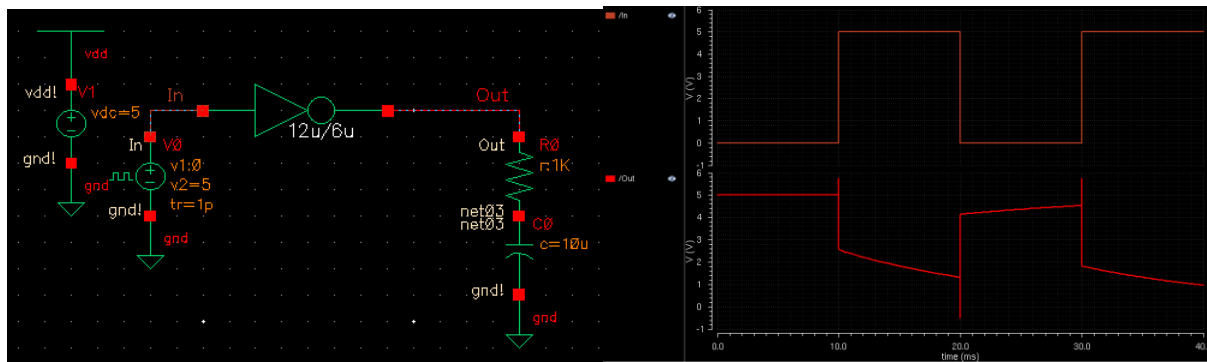 vdd
vdd! V1
vdc=5
gnd!
gnd
In
In V0
v1:0
v2=5
tr=1p
gnd!
gnd
12u/6u
Out
Out R0
r:1K
net03
net03 C0
c=10u
gnd!
gnd
/In
V (V)
6
5
4
3
2
1
0
-1
/Out
V (V)
6
5
4
3
2
1
0
-1
0.0 10.0 20.0 30.0 40.
time (ms)